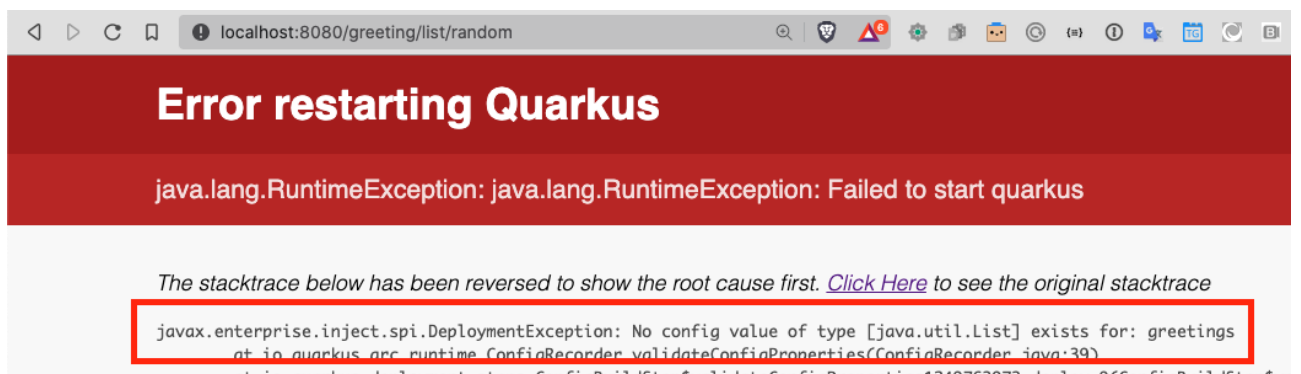 localhost:8080/greeting/list/random
6
TG
Error restarting Quarkus
java.lang.RuntimeException: java.lang.RuntimeException: Failed to start quarkus
The stacktrace below has been reversed to show the root cause first. Click Here to see the original stacktrace
javax.enterprise.inject.spi.DeploymentException: No config value of type [java.util.List] exists for: greetings
at io.quarkus.arc.runtime.ConfigRecorder.validateConfigProperties(ConfigRecorder.java:39)